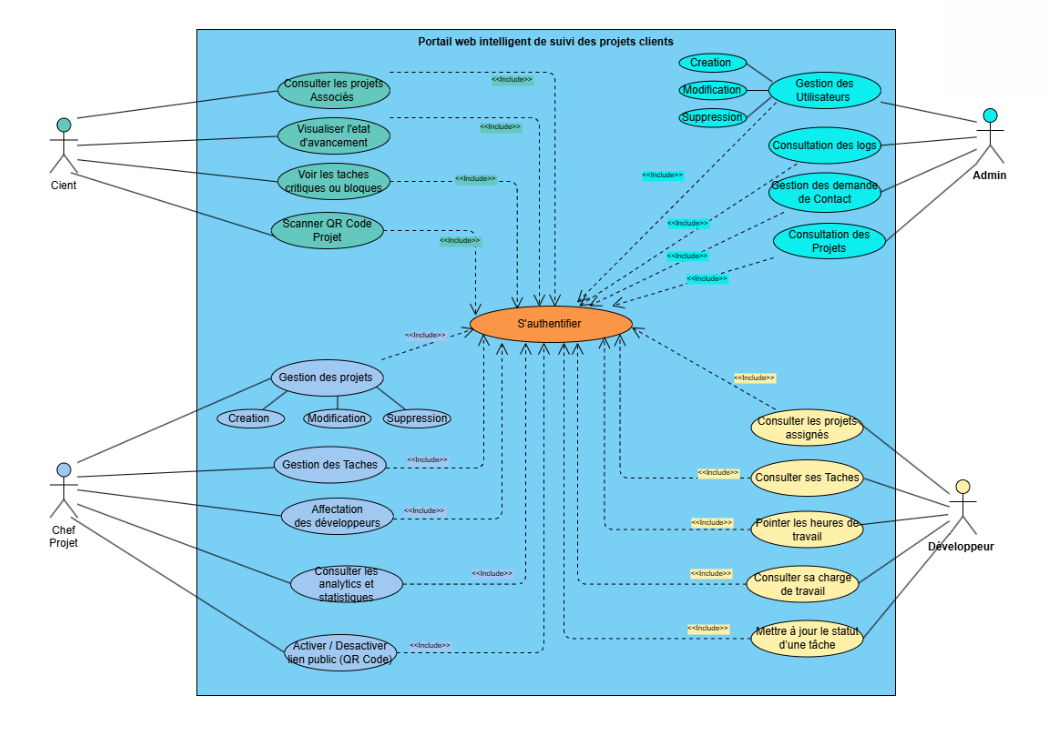 Portail web intelligent de suivi des projets clients
Consulter les projets
Associés
<<Include>>
Visualiser l'etat
d'avancement
<<Include>>
Voir les taches
critiques ou bloques
<<Include>>
Scanner QR Code
Projet
<<Include>>
Cient
Creation
Modification
Suppression
Gestion des
Utilisateurs
<<Include>>
Consultation des logs
<<Include>>
Gestion des demande
de Contact
<<Include>>
Consultation des
Projets
<<Include>>
Admin
S'authentifier
<<Include>>
Gestion des projets
Creation
Modification
Suppression
Gestion des Taches
<<Include>>
Affectation
des développeurs
<<Include>>
Consulter les
analytics et
statistiques
<<Include>>
Activer / Desactiver
lien public (QR Code)
<<Include>>
Chef
Projet
<<Include>>
Consulter les projets
assignés
<<Include>>
Consulter ses Taches
<<Include>>
Pointer les heures de
travail
<<Include>>
Consulter sa charge
de travail
<<Include>>
Mettre à jour le statut
d'une tâche
Développeur